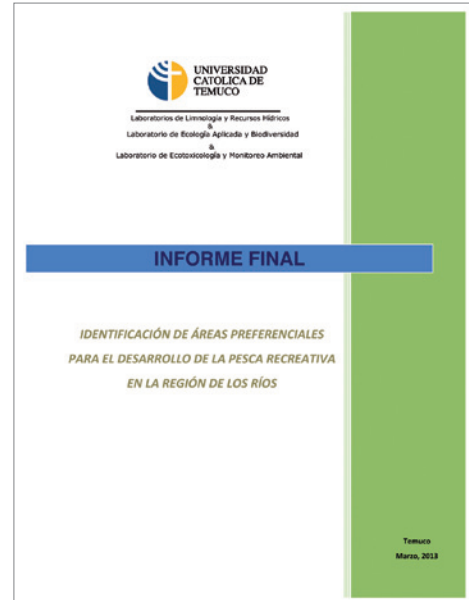 UNIVERSIDAD
CATOLICA DE
TEMUCO
Laboratorios de Limnología y Recursos Hídricos
&
Laboratorio de Ecología Aplicada y Biodiversidad
&
Laboratorio de Ecotoxicología y Monitoreo Ambiental
INFORME FINAL
IDENTIFICACIÓN DE ÁREAS PREFERENCIALES
PARA EL DESARROLLO DE LA PESCA RECREATIVA
EN LA REGIÓN DE LOS RÍOS
Temuco
Marzo, 2013